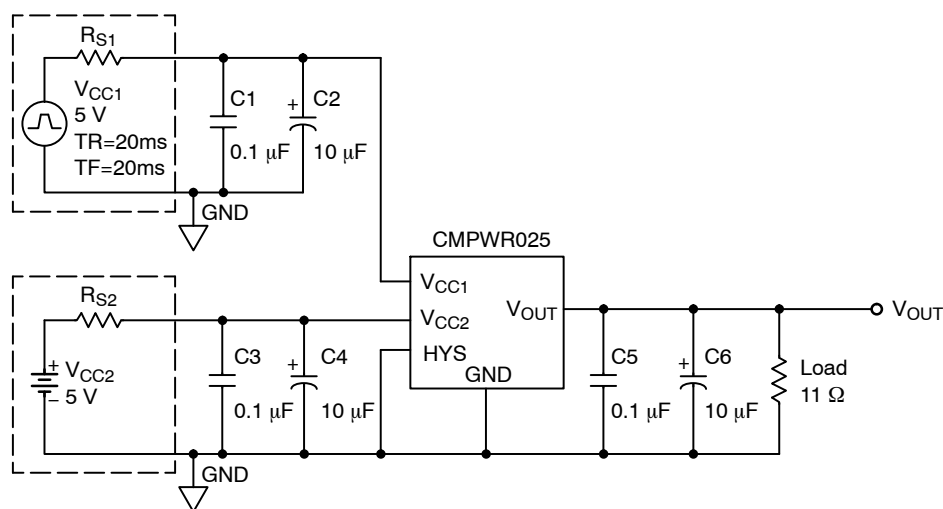 RS1
VCC1
5 V
TR=20ms
TF=20ms
C1
0.1 μF
+ C2
10 μF
GND
CMPWR025
VCC1
VCC2
HYS
GND
VOUT
RS2
+ VCC2
– 5 V
C3
0.1 μF
+ C4
10 μF
GND
C5
0.1 μF
+ C6
10 μF
Load
11 Ω
VOUT